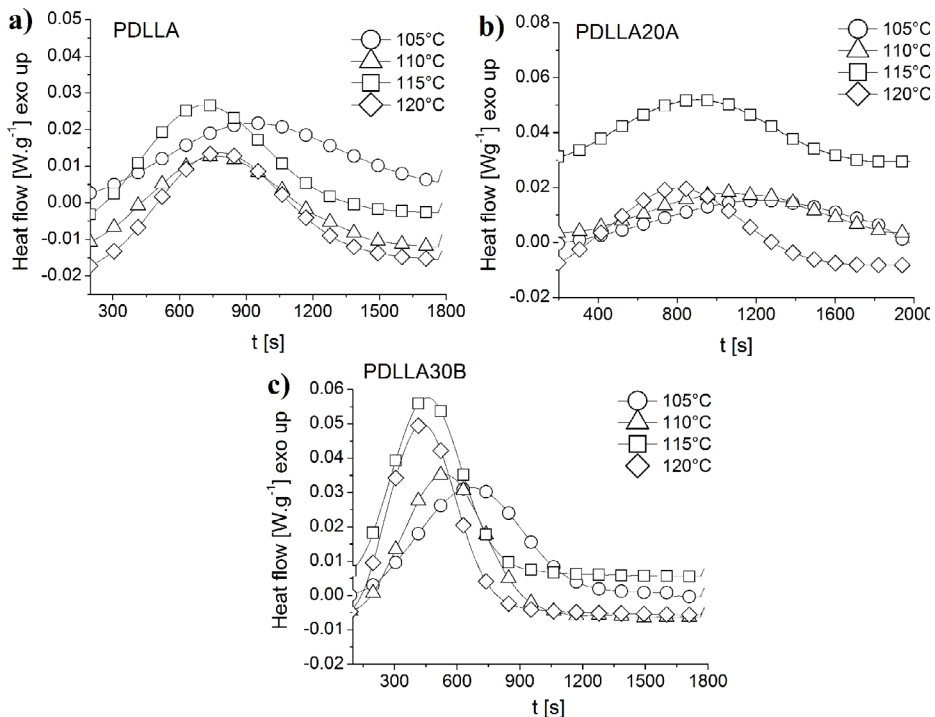 a)
PDLLA
105°C
110°C
115°C
120°C
Heat flow [W.g⁻¹] exo up
0.05
0.04
0.03
0.02
0.01
0.00
-0.01
-0.02
300 600 900 1200 1500 1800
t [s]
b)
PDLLA20A
105°C
110°C
115°C
120°C
Heat flow [Wg⁻¹] exo up
0.08
0.06
0.04
0.02
0.00
-0.02
400 800 1200 1600 2000
t [s]
c)
PDLLA30B
105°C
110°C
115°C
120°C
Heat flow [W.g⁻¹] exo up
0.06
0.05
0.04
0.03
0.02
0.01
0.00
-0.01
-0.02
300 600 900 1200 1500 1800
t [s]